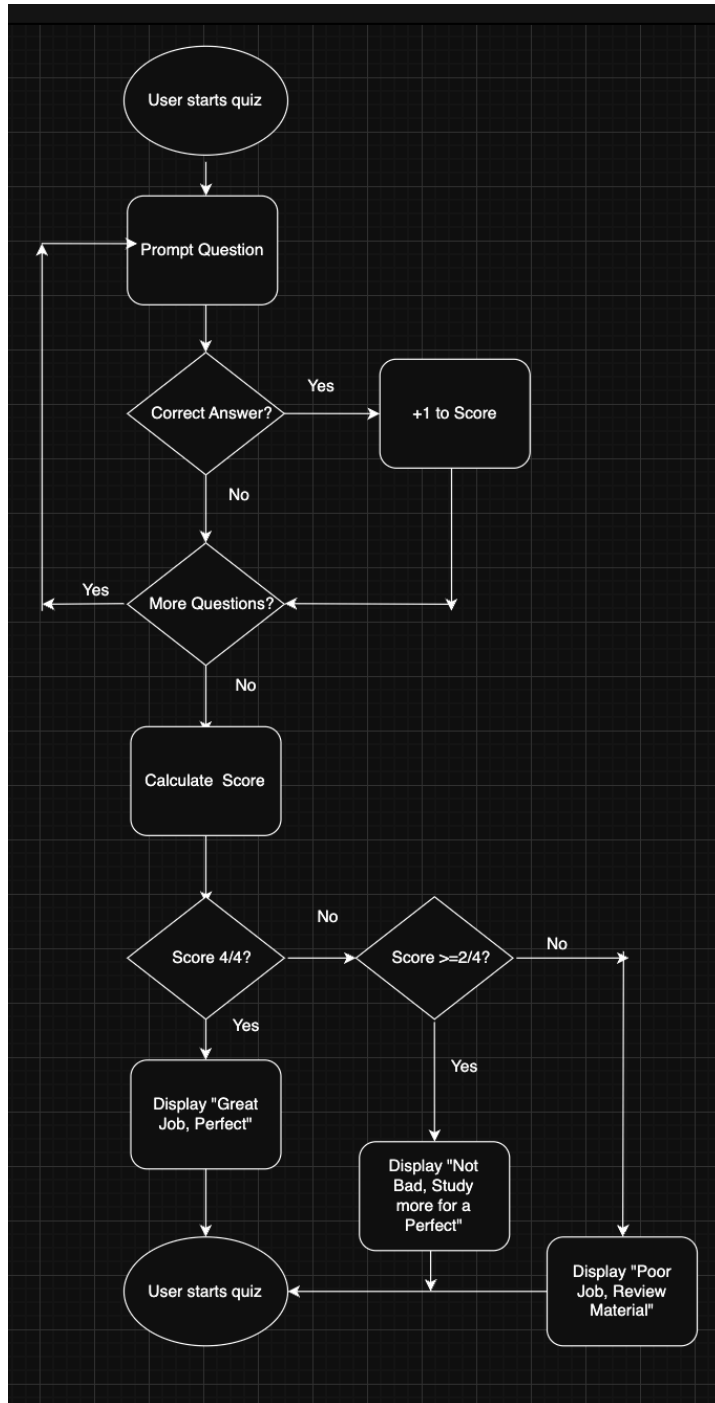 User starts quiz
Prompt Question
Correct Answer?
Yes
+1 to Score
No
More Questions?
Yes
No
Calculate  Score
Score 4/4?
No
Score >=2/4?
No
Yes
Display "Great
Job, Perfect"
Yes
Display "Not
Bad, Study
more for a
Perfect"
Display "Poor
Job, Review
Material"
User starts quiz